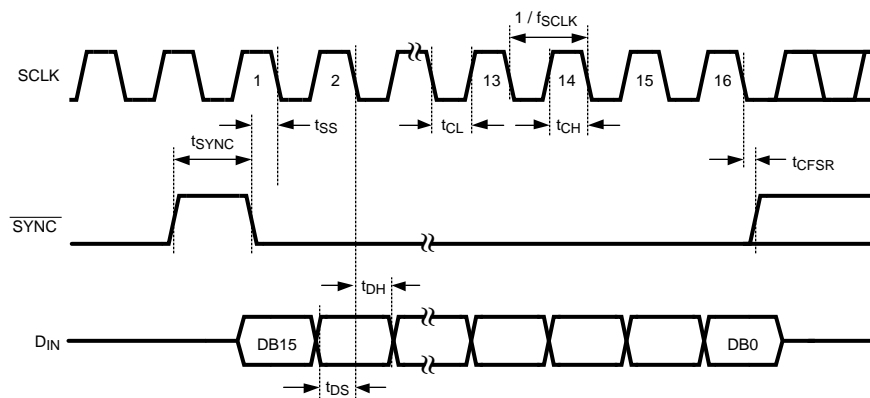 1 / fSCLK
SCLK
1
2
13
14
15
16
tSS
tCL
tCH
tSYNC
tCFSR
SYNC
tDH
DIN
DB15
DB0
tDS